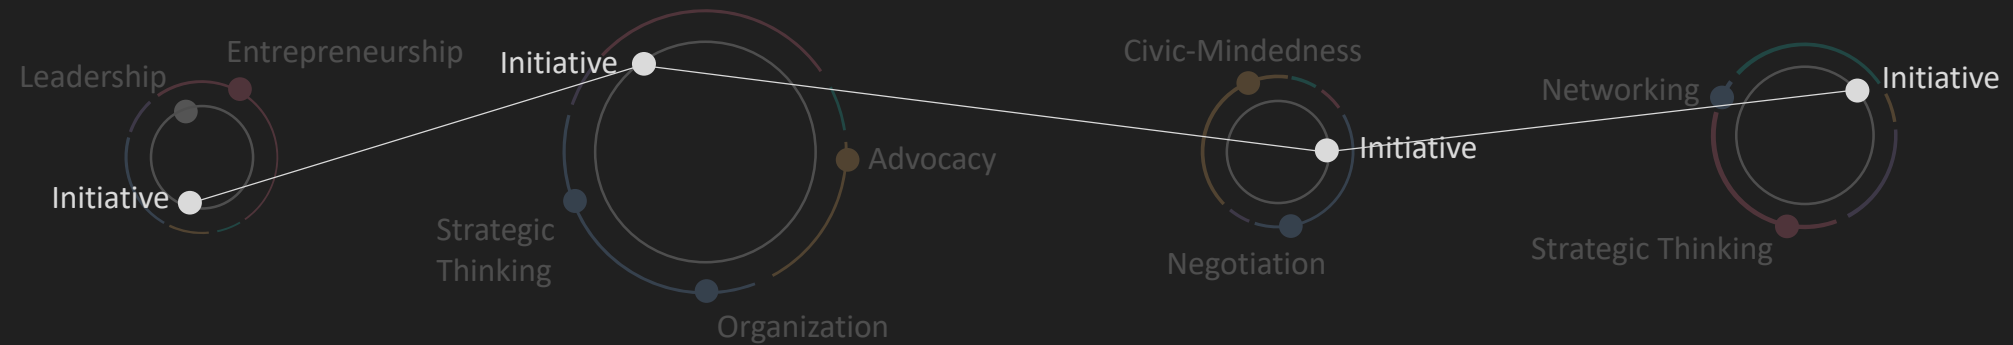 Leadership
Entrepreneurship
Initiative
Initiative
Advocacy
Strategic
Thinking
Organization
Civic-Mindedness
Initiative
Negotiation
Networking
Initiative
Strategic Thinking